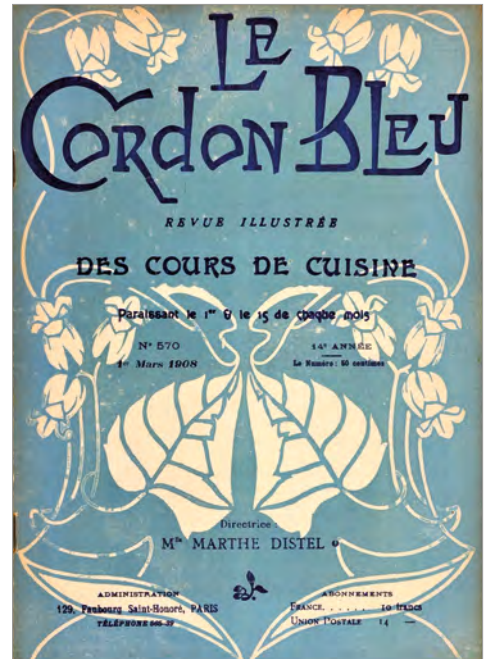 LE
CORDON BLEU
REVUE ILLUSTRÉE
DES COURS DE CUISINE
Paraissant le 1er & le 15 de chaque mois
N° 570
1er Mars 1908
14e ANNÉE
Le Numéro : 50 centimes
Directrice :
Mlle MARTHE DISTEL
ADMINISTRATION
129, Faubourg Saint-Honoré, PARIS
TÉLÉPHONE
ABONNEMENTS
FRANCE. . . . . 10 francs
UNION POSTALE 14 —